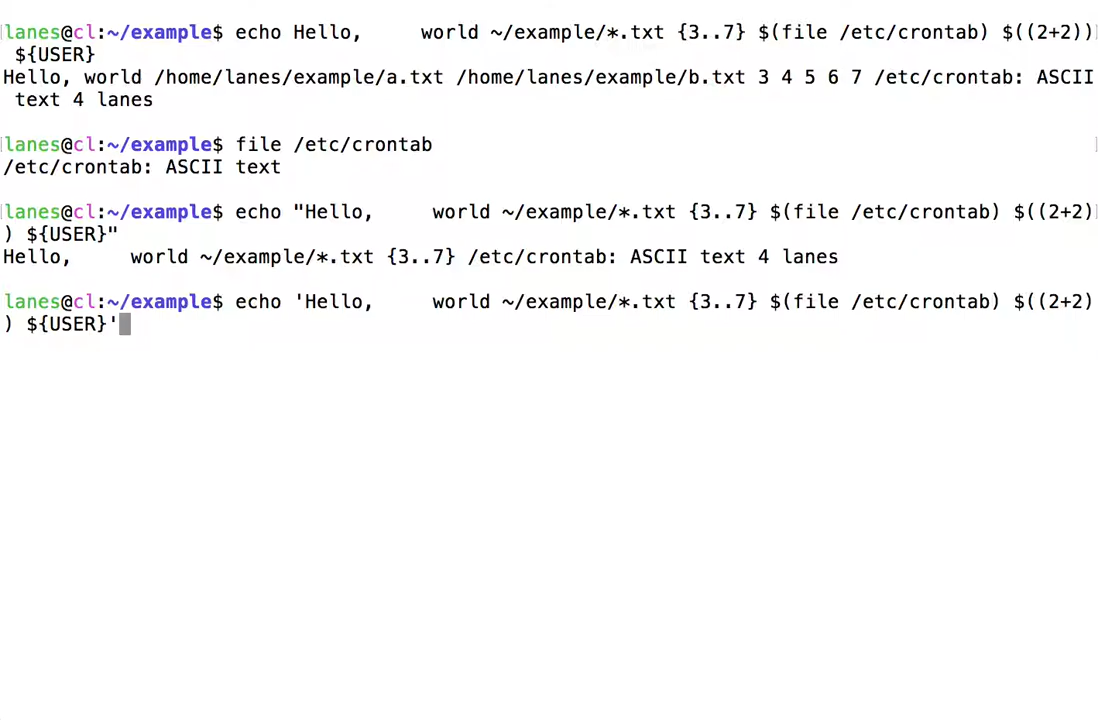 lanes@cl:~/example$ echo Hello,     world ~/example/*.txt {3..7} $(file /etc/crontab) $((2+2))
 ${USER}
Hello, world /home/lanes/example/a.txt /home/lanes/example/b.txt 3 4 5 6 7 /etc/crontab: ASCII
 text 4 lanes
lanes@cl:~/example$ file /etc/crontab
/etc/crontab: ASCII text
lanes@cl:~/example$ echo "Hello,     world ~/example/*.txt {3..7} $(file /etc/crontab) $((2+2)
) ${USER}"
Hello,     world ~/example/*.txt {3..7} /etc/crontab: ASCII text 4 lanes
lanes@cl:~/example$ echo 'Hello,     world ~/example/*.txt {3..7} $(file /etc/crontab) $((2+2)
) ${USER}'